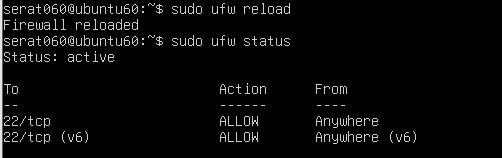 serat060@ubuntu60:~$ sudo ufw reload
Firewall reloaded
serat060@ubuntu60:~$ sudo ufw status
Status: active
To                         Action      From
--                         ------      ----
22/tcp                     ALLOW       Anywhere
22/tcp (v6)                ALLOW       Anywhere (v6)